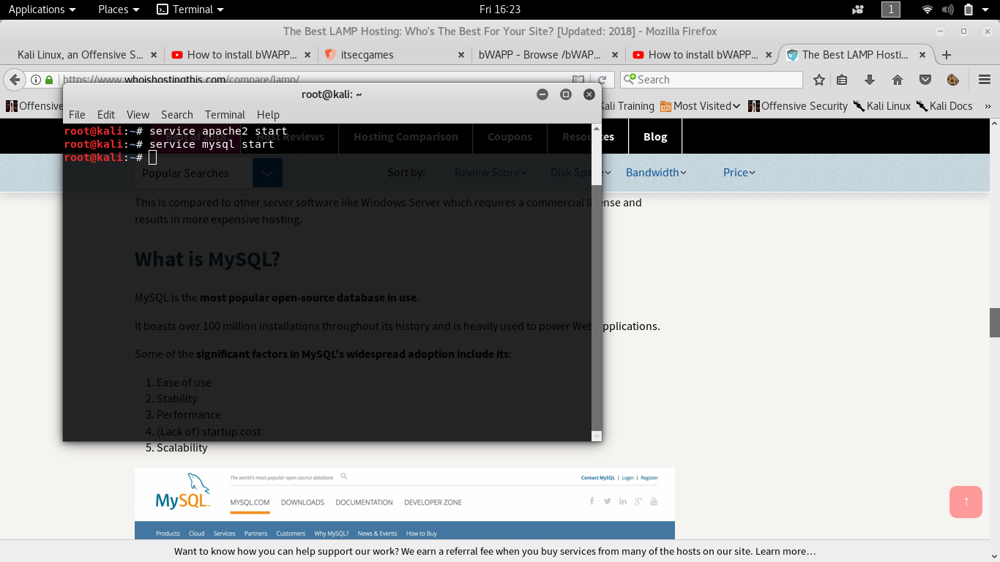 Applications Places Terminal Fri 16:23 1
The Best LAMP Hosting: Who's The Best For Your Site? [Updated: 2018] - Mozilla Firefox
Kali Linux, an Offensive S... × How to install bWAPP... × itsecgames × bWAPP - Browse /bWAP... × How to install bWAPP... × The Best LAMP Hosti... × +
https://www.whoishostingthis.com/compare/lamp/ Search
Offensive Kali Training Most Visited Offensive Security Kali Linux Kali Docs »
root@kali: ~
File Edit View Search Terminal Help
root@kali:~# service apache2 start
root@kali:~# service mysql start
root@kali:~#
Best of 2018 Host Reviews Hosting Comparison Coupons Resources Blog
Popular Searches Sort by: Review Score Disk Space Bandwidth Price
This is compared to other server software like Windows Server which requires a commercial license and
results in more expensive hosting.
What is MySQL?
MySQL is the most popular open-source database in use.
It boasts over 100 million installations throughout its history and is heavily used to power Web applications.
Some of the significant factors in MySQL's widespread adoption include its:
1. Ease of use
2. Stability
3. Performance
4. (Lack of) startup cost
5. Scalability
MySQL The world's most popular open source database Contact MySQL | Login | Register
MYSQL.COM DOWNLOADS DOCUMENTATION DEVELOPER ZONE
Products Cloud Services Partners Customers Why MySQL? News & Events How to Buy
Want to know how you can help support our work? We earn a referral fee when you buy services from many of the hosts on our site. Learn more…